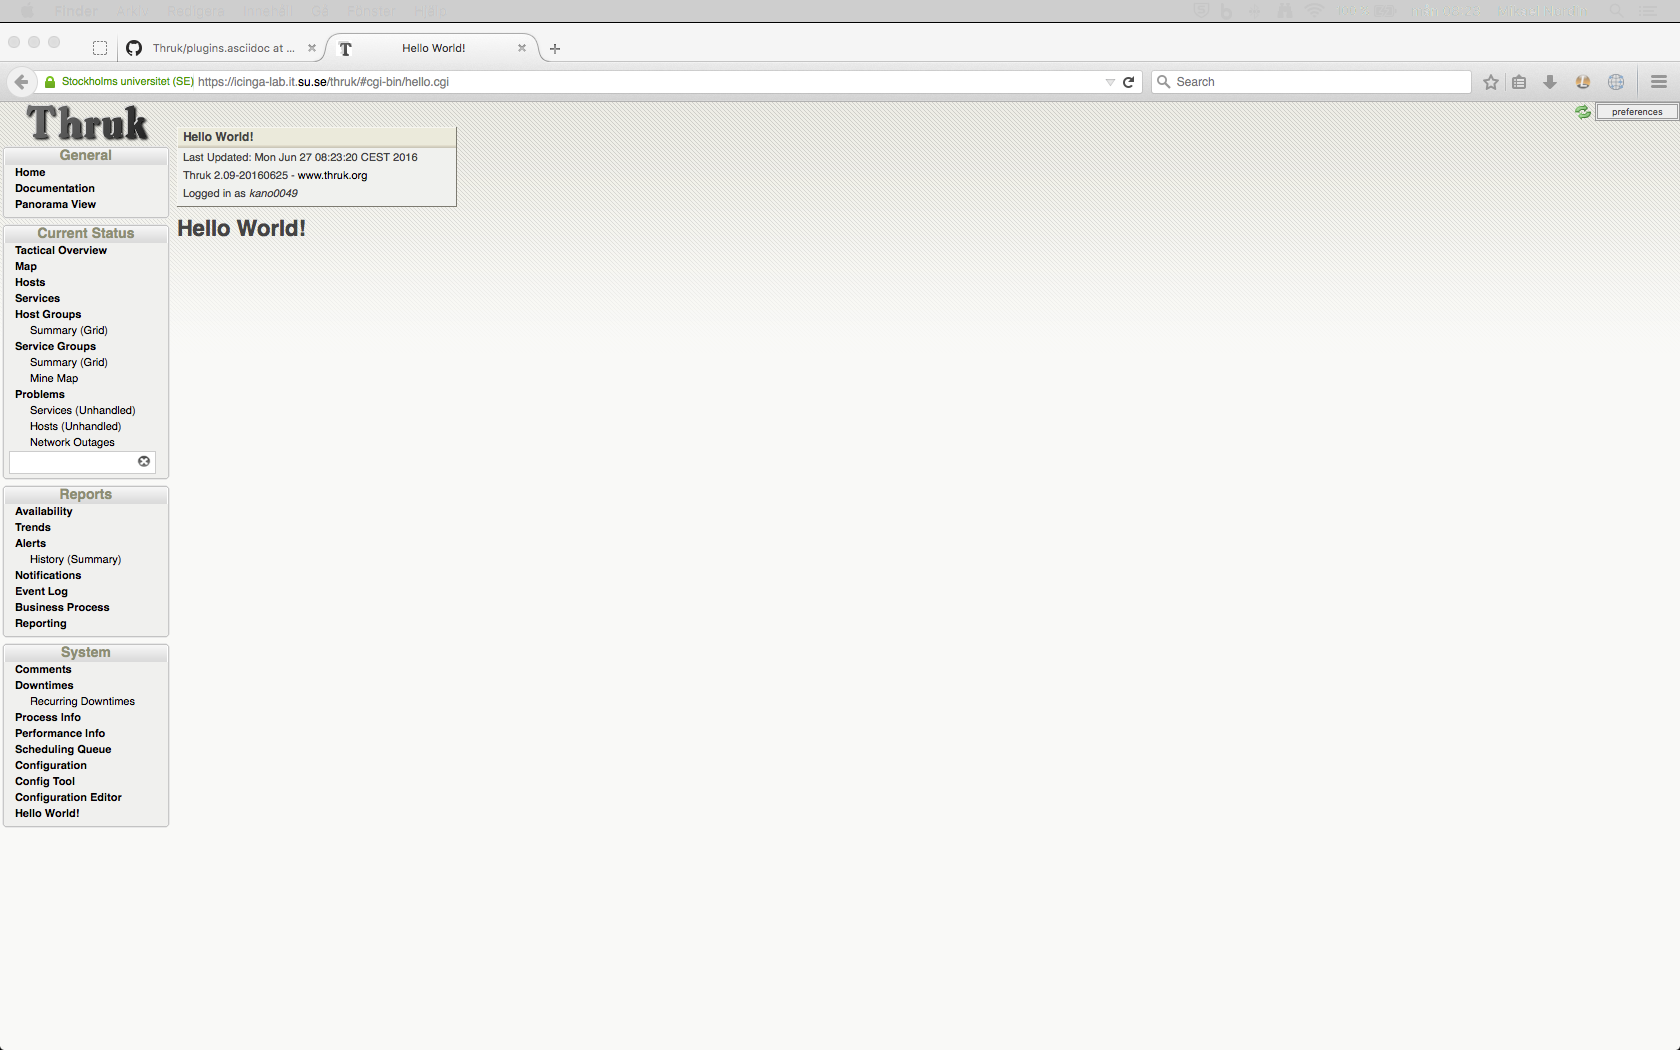 Finder Arkiv Redigera Innehåll Gå Fönster Hjälp
Thruk/plugins.asciidoc at ...
Hello World!
Stockholms universitet (SE) https://icinga-lab.it.su.se/thruk/#cgi-bin/hello.cgi
Search
Thruk
preferences
General
Home
Documentation
Panorama View
Current Status
Tactical Overview
Map
Hosts
Services
Host Groups
Summary (Grid)
Service Groups
Summary (Grid)
Mine Map
Problems
Services (Unhandled)
Hosts (Unhandled)
Network Outages
Reports
Availability
Trends
Alerts
History (Summary)
Notifications
Event Log
Business Process
Reporting
System
Comments
Downtimes
Recurring Downtimes
Process Info
Performance Info
Scheduling Queue
Configuration
Config Tool
Configuration Editor
Hello World!
Hello World!
Last Updated: Mon Jun 27 08:23:20 CEST 2016
Thruk 2.09-20160625 - www.thruk.org
Logged in as kano0049
Hello World!